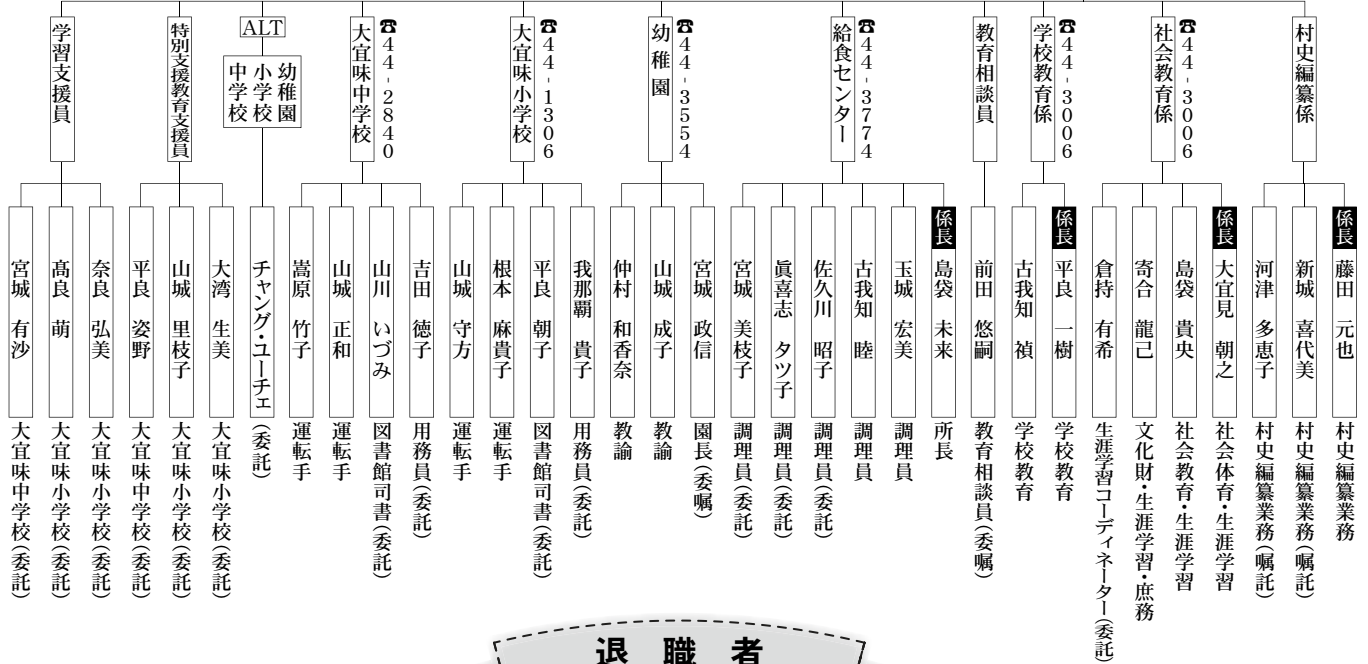 村史編纂係
係長 藤田 元也 村史編纂業務
新城 喜代美 村史編纂業務(嘱託)
河津 多恵子 村史編纂業務(嘱託)
☎44-3006
社会教育係
係長 大宜見 朝之 社会体育・生涯学習
島袋 貴央 社会教育・生涯学習
寄合 龍己 文化財・生涯学習・庶務
倉持 有希 生涯学習コーディネーター(委託)
☎44-3006
学校教育係
係長 平良 一樹 学校教育
古我知 禎 学校教育
教育相談員
前田 悠嗣 教育相談員(委嘱)
☎44-3774
給食センター
係長 島袋 未来 所長
玉城 宏美 調理員
古我知 睦 調理員
佐久川 昭子 調理員(委託)
眞喜志 タツ子 調理員(委託)
宮城 美枝子 調理員(委託)
☎44-3554
幼稚園
宮城 政信 園長(委嘱)
山城 成子 教諭
仲村 和香奈 教諭
☎44-1306
大宜味小学校
我那覇 貴子 用務員(委託)
平良 朝子 図書館司書(委託)
根本 麻貴子 運転手
山城 守方 運転手
☎44-2840
大宜味中学校
吉田 徳子 用務員(委託)
山川 いづみ 図書館司書(委託)
山城 正和 運転手
嵩原 竹子 運転手
ALT
幼稚園
小学校
中学校
チャング・ユーチェ (委託)
特別支援教育支援員
大湾 生美 大宜味小学校(委託)
山城 里枝子 大宜味小学校(委託)
平良 姿野 大宜味中学校(委託)
学習支援員
奈良 弘美 大宜味小学校(委託)
髙良 萌 大宜味小学校(委託)
宮城 有沙 大宜味中学校(委託)
退職者